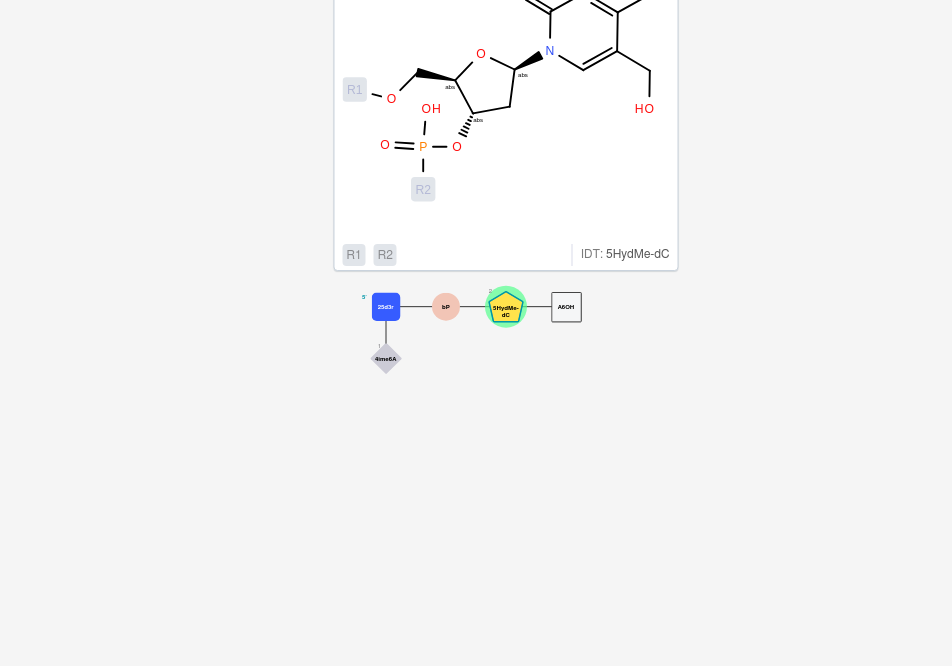 O
N
abs
abs
R1
O
OH
HO
abs
O
P
O
R2
R1 R2 IDT: 5HydMe-dC
5'
2
25d3r
bP
5HydMe-
dC
A6OH
1
4ime6A